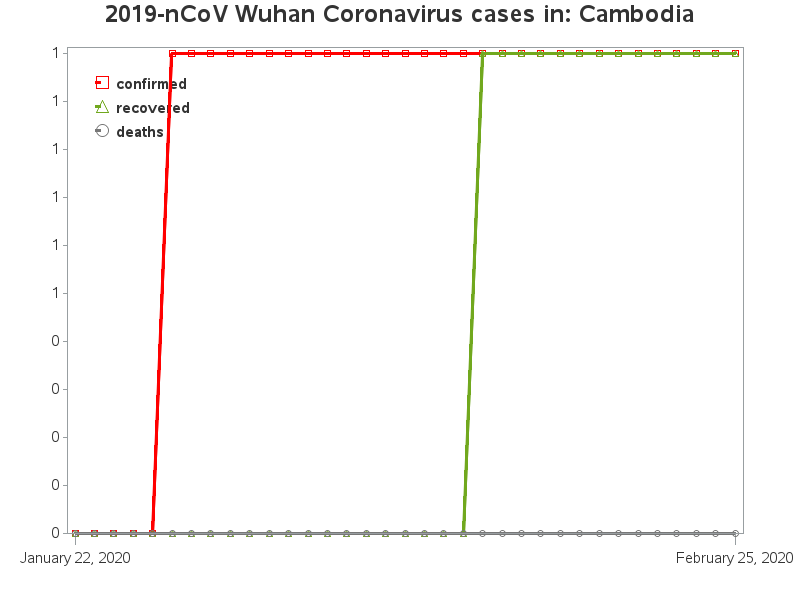 2019-nCoV Wuhan Coronavirus cases in: Cambodia
1
confirmed
1
recovered
deaths
1
1
1
1
0
0
0
0
0
January 22, 2020
February 25, 2020